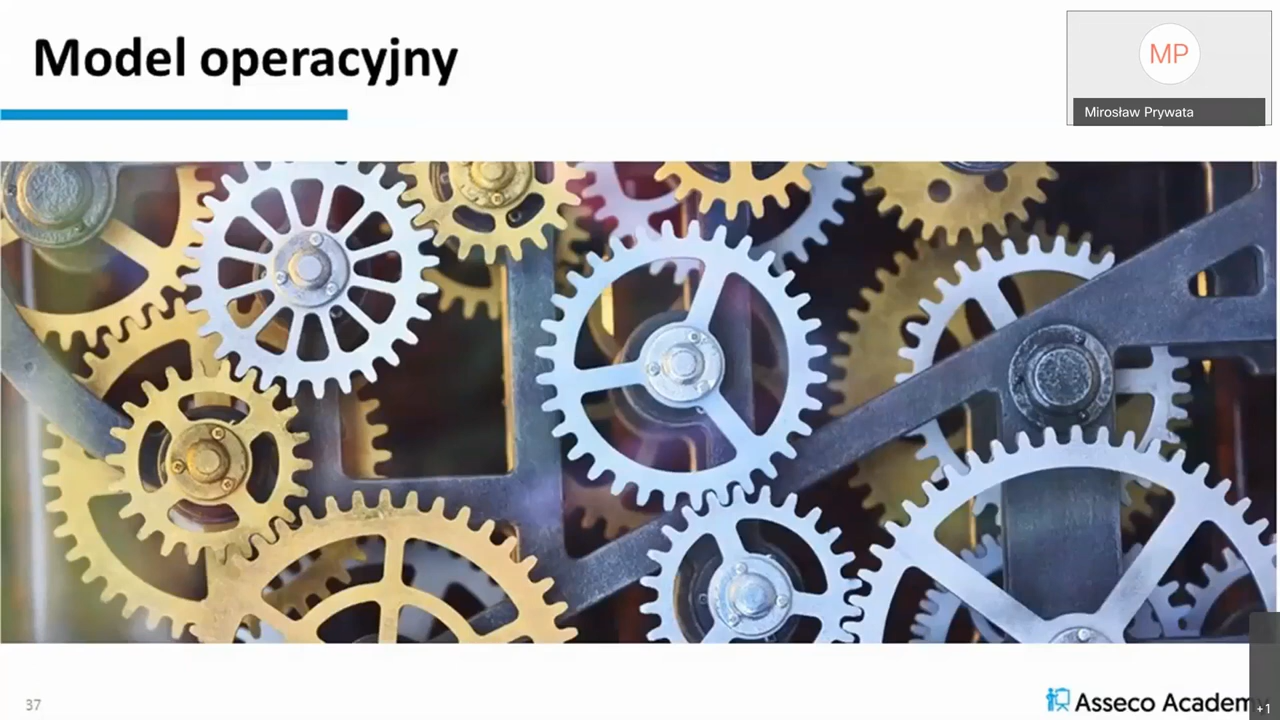 Model operacyjny
MP
Mirosław Prywata
37
Asseco Academy
+1